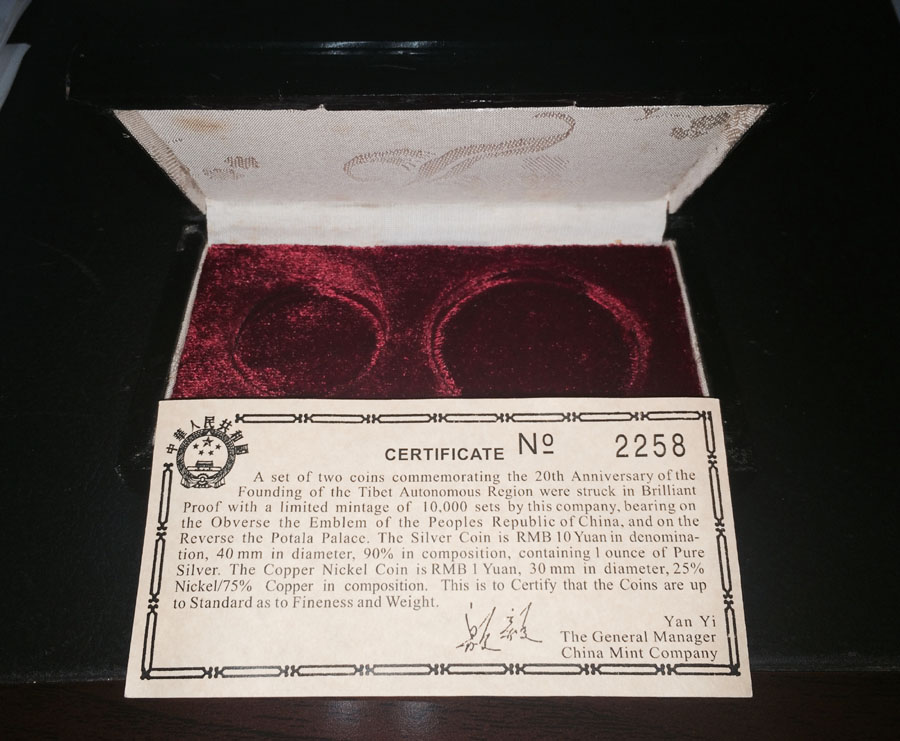 中華人民共和國
CERTIFICATE Nº 2258
A set of two coins commemorating the 20th Anniversary of the
Founding of the Tibet Autonomous Region were struck in Brilliant
Proof with a limited mintage of 10,000 sets by this company, bearing on
the Obverse the Emblem of the Peoples Republic of China, and on the
Reverse the Potala Palace. The Silver Coin is RMB 10 Yuan in denomina-
tion, 40 mm in diameter, 90% in composition, containing 1 ounce of Pure
Silver. The Copper Nickel Coin is RMB 1 Yuan, 30 mm in diameter, 25%
Nickel/75% Copper in composition. This is to Certify that the Coins are up
to Standard as to Fineness and Weight.
Yan Yi
The General Manager
China Mint Company